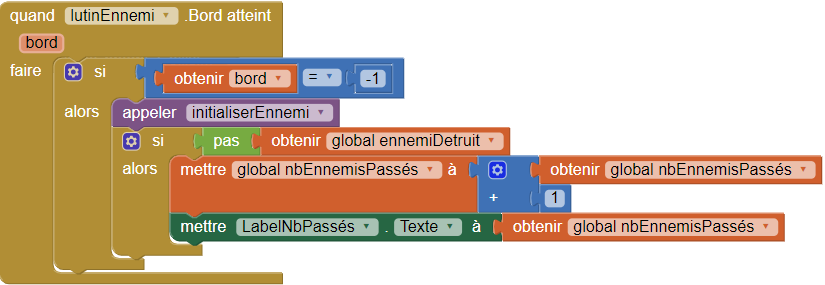 quand lutinEnnemi .Bord atteint
bord
faire si obtenir bord = -1
alors appeler initialiserEnnemi
si pas obtenir global ennemiDetruit
alors mettre global nbEnnemisPassés à obtenir global nbEnnemisPassés
+ 1
mettre LabelNbPassés . Texte à obtenir global nbEnnemisPassés